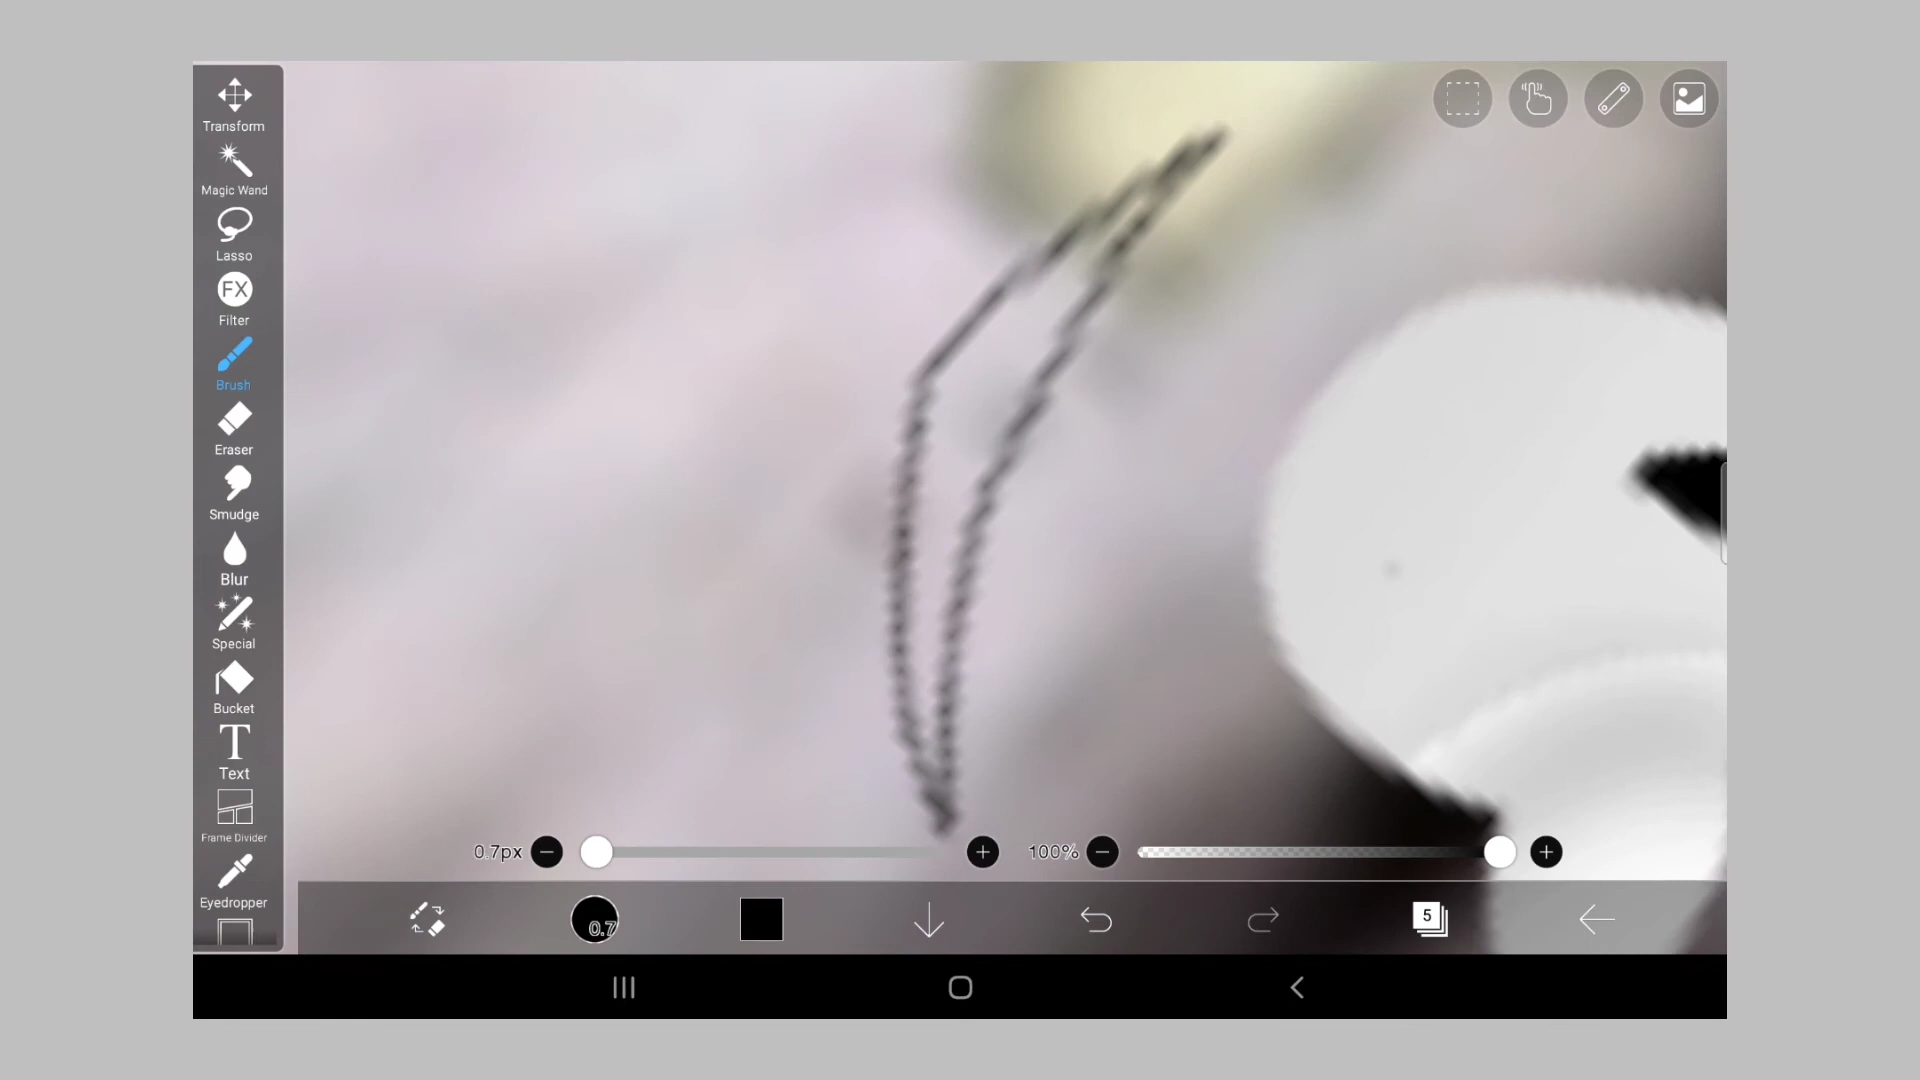 Transform
Magic Wand
Lasso
FX
Filter
Brush
Eraser
Smudge
Blur
Special
Bucket
T
Text
Frame Divider
Eyedropper
0.7px
100%
0.7
5